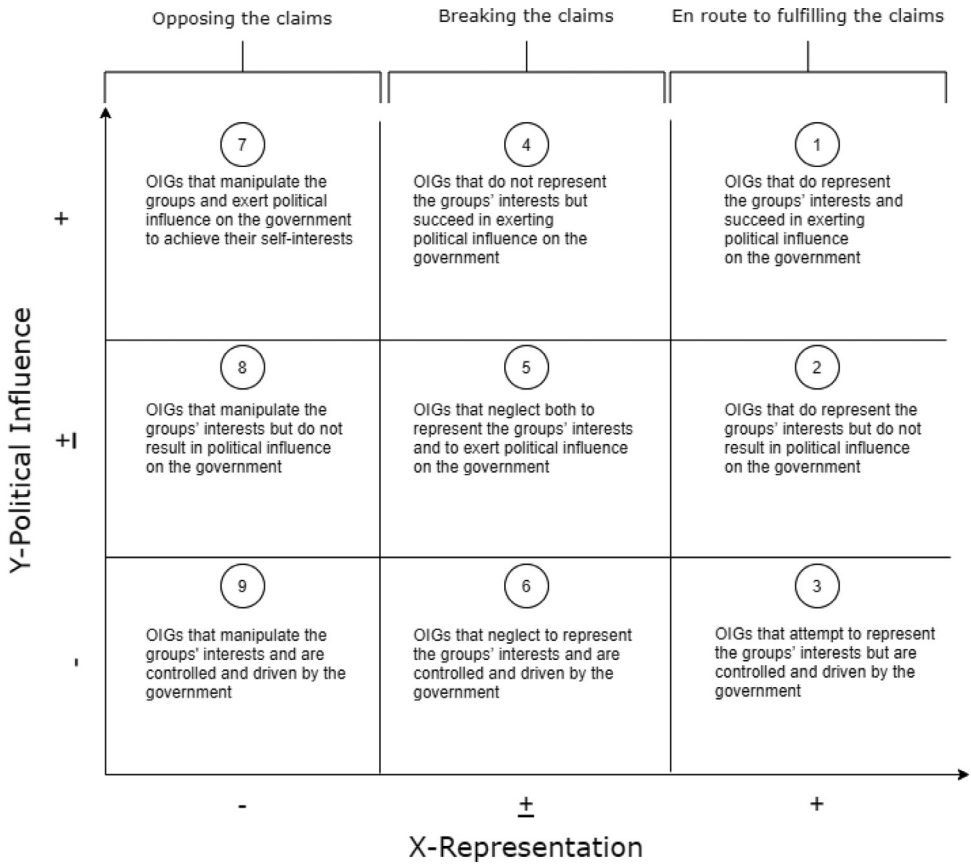 Opposing the claims
Breaking the claims
En route to fulfilling the claims
7
OIGs that manipulate the
groups and exert political
influence on the government
to achieve their self-interests
4
OIGs that do not represent
the groups' interests but
succeed in exerting
political influence on the
government
1
OIGs that do represent
the groups' interests and
succeed in exerting
political influence
on the government
+
8
OIGs that manipulate the
groups' interests but do not
result in political influence
on the government
5
OIGs that neglect both to
represent the groups' interests
and to exert political influence
on the government
2
OIGs that do represent the
groups' interests but do not
result in political influence
on the government
±
Y-Political Influence
9
OIGs that manipulate the
groups' interests and are
controlled and driven by the
government
6
OIGs that neglect to represent
the groups' interests and are
controlled and driven by the
government
3
OIGs that attempt to represent
the groups' interests but are
controlled and driven by the
government
-
-
±
+
X-Representation